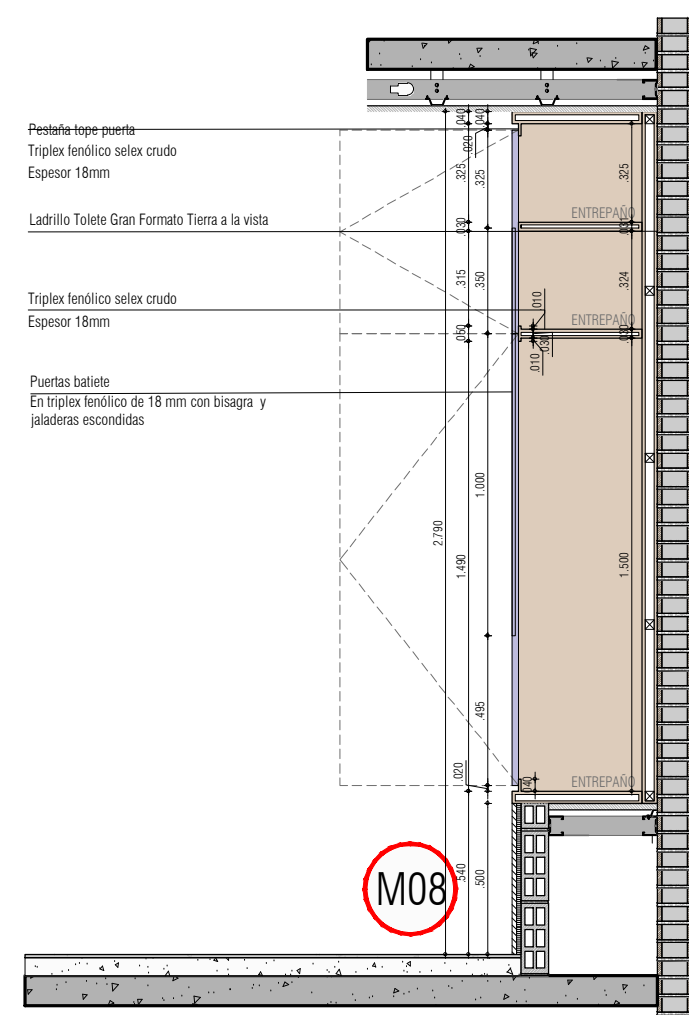 Pestaña tope puerta
Triplex fenólico selex crudo
Espesor 18mm
Ladrillo Tolete Gran Formato Tierra a la vista
Triplex fenólico selex crudo
Espesor 18mm
Puertas batiete
En triplex fenólico de 18 mm con bisagra y
jaladeras escondidas
.040
.040
.020
.325
.325
.325
ENTREPAÑO
.030
.031
.315
.350
.324
.010
ENTREPAÑO
.050
.030
.030
.010
1.000
2.790
1.490
1.500
.495
.020
.040
ENTREPAÑO
M08
.540
.500